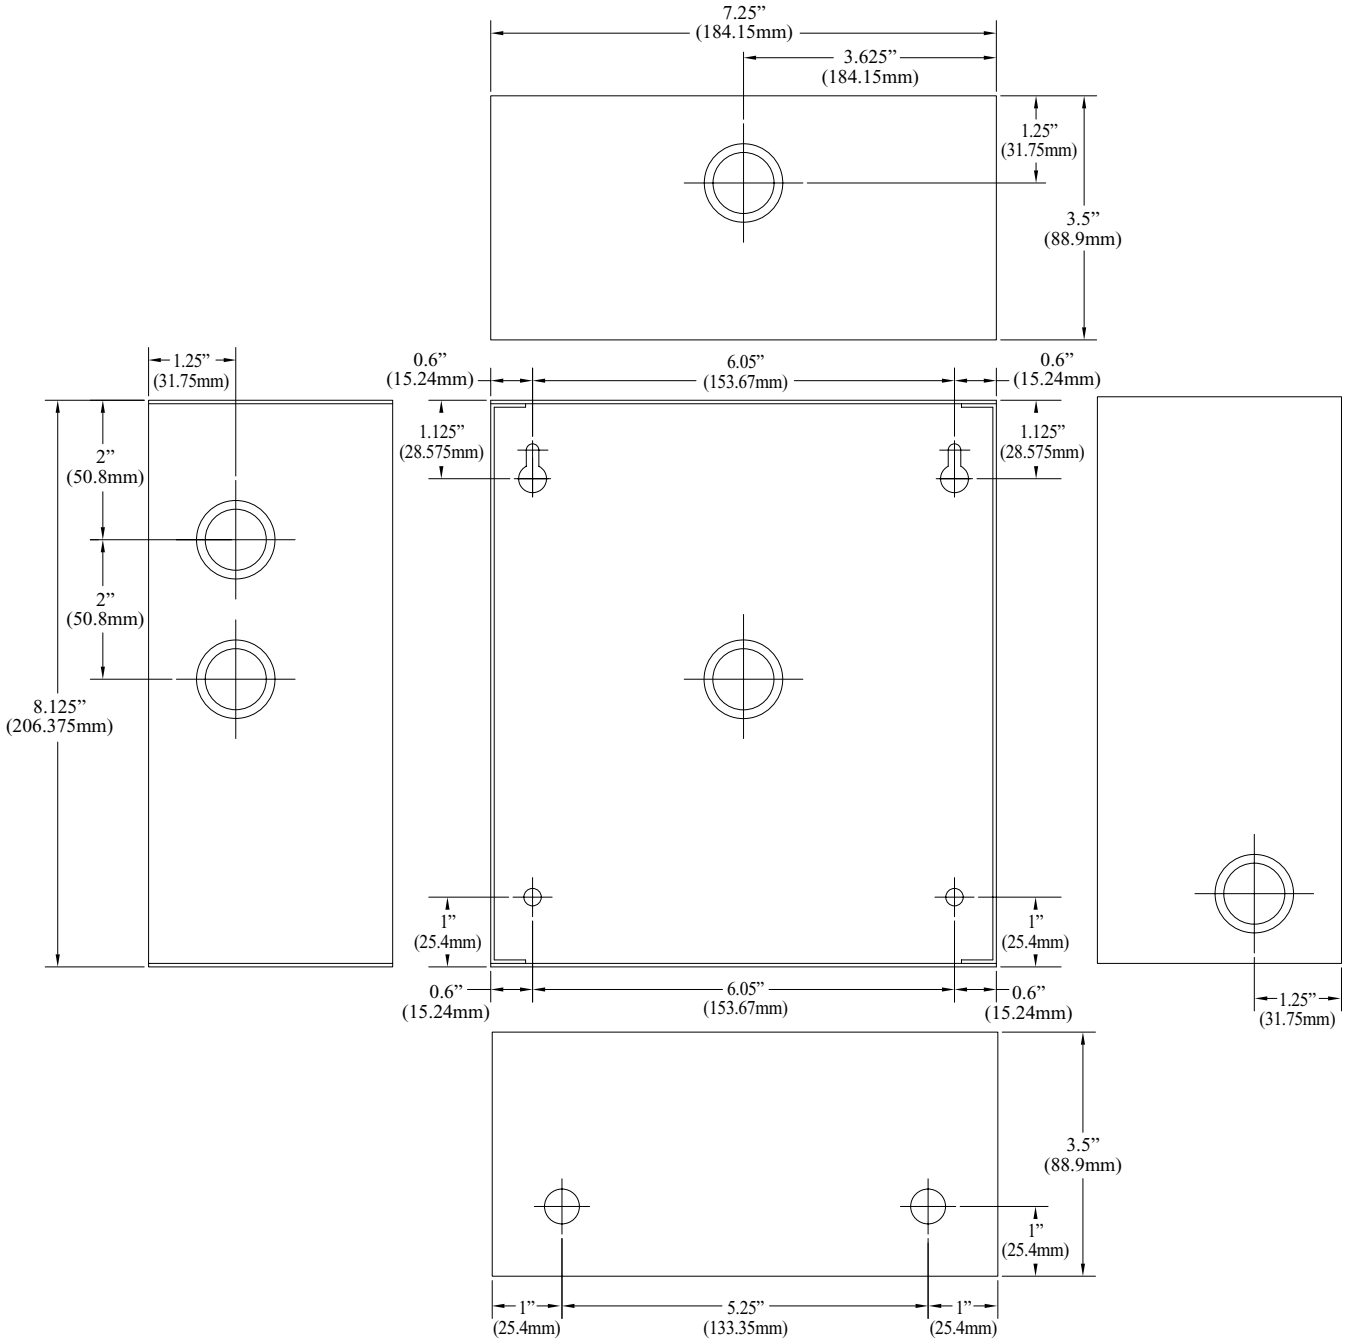 7.25”
(184.15mm)
3.625”
(184.15mm)
1.25”
(31.75mm)
3.5”
(88.9mm)
1.25”
(31.75mm)
0.6”
(15.24mm)
6.05”
(153.67mm)
0.6”
(15.24mm)
1.125”
(28.575mm)
1.125”
(28.575mm)
2”
(50.8mm)
2”
(50.8mm)
8.125”
(206.375mm)
1”
(25.4mm)
1”
(25.4mm)
0.6”
(15.24mm)
6.05”
(153.67mm)
0.6”
(15.24mm)
1.25”
(31.75mm)
3.5”
(88.9mm)
1”
(25.4mm)
1”
(25.4mm)
5.25”
(133.35mm)
1”
(25.4mm)